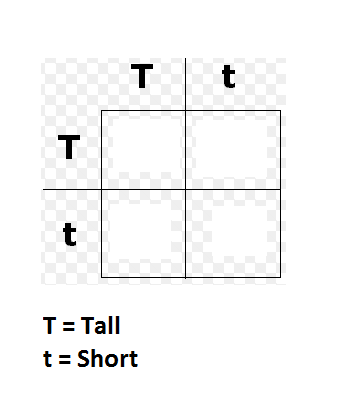 T t
T
t
T = Tall
t = Short